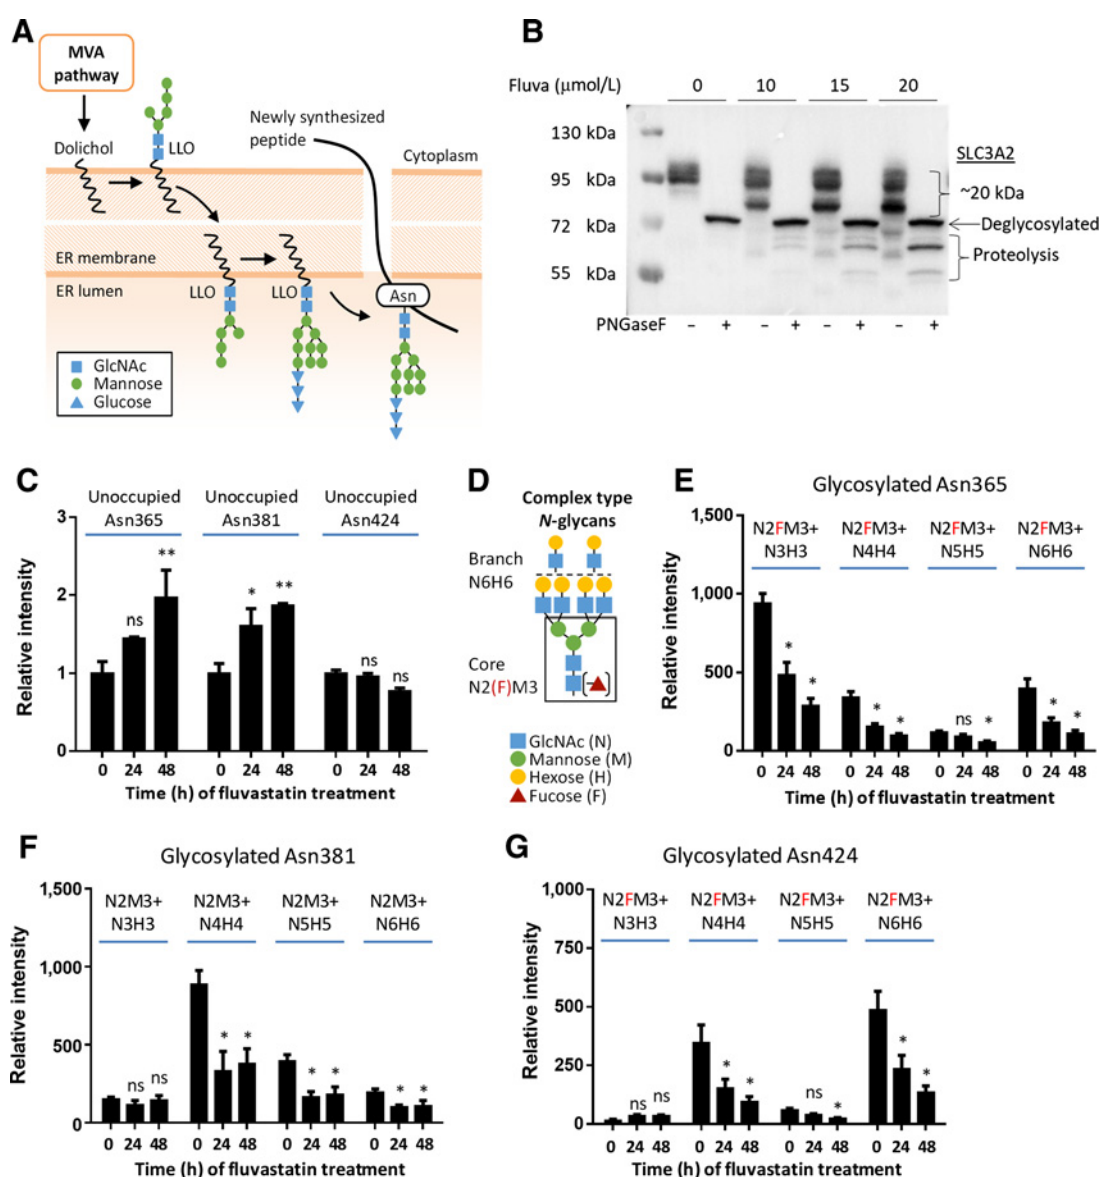 A
MVA
pathway
Dolichol
LLO
Newly synthesized
peptide
Cytoplasm
ER membrane
ER lumen
LLO
LLO
Asn
GlcNAc
Mannose
Glucose
B
Fluva (μmol/L)
0
10
15
20
130 kDa
95 kDa
72 kDa
55 kDa
SLC3A2
~20 kDa
Deglycosylated
Proteolysis
PNGaseF
– + – + – + – +
C
Unoccupied
Asn365
Unoccupied
Asn381
Unoccupied
Asn424
Relative intensity
3
2
1
0
ns
**
*
**
ns
ns
0 24 48 0 24 48 0 24 48
Time (h) of fluvastatin treatment
D
Complex type
N-glycans
Branch
N6H6
Core
N2(F)M3
GlcNAc (N)
Mannose (M)
Hexose (H)
Fucose (F)
E
Glycosylated Asn365
N2FM3+
N3H3
N2FM3+
N4H4
N2FM3+
N5H5
N2FM3+
N6H6
Relative intensity
1,500
1,000
500
0
*
*
*
*
ns
*
*
*
0 24 48 0 24 48 0 24 48 0 24 48
Time (h) of fluvastatin treatment
F
Glycosylated Asn381
N2M3+
N3H3
N2M3+
N4H4
N2M3+
N5H5
N2M3+
N6H6
Relative intensity
1,500
1,000
500
0
ns
ns
*
*
*
*
*
*
0 24 48 0 24 48 0 24 48 0 24 48
Time (h) of fluvastatin treatment
G
Glycosylated Asn424
N2FM3+
N3H3
N2FM3+
N4H4
N2FM3+
N5H5
N2FM3+
N6H6
Relative intensity
1,000
750
500
250
0
ns
ns
*
*
ns
*
*
*
0 24 48 0 24 48 0 24 48 0 24 48
Time (h) of fluvastatin treatment